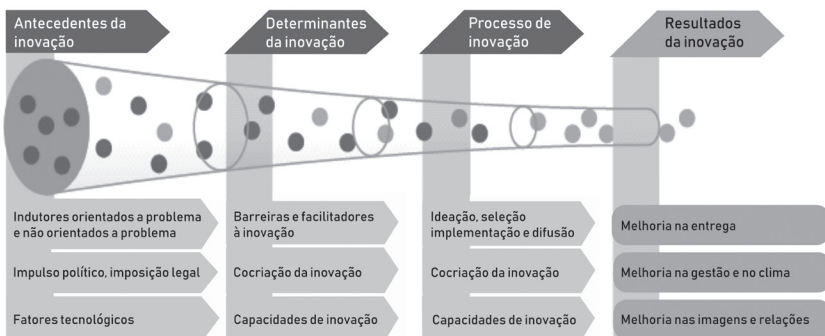 Antecedentes da
inovação
Determinantes
da inovação
Processo de
inovação
Resultados
da inovação
Indutores orientados a problema
e não orientados a problema
Barreiras e facilitadores
à inovação
Ideação, seleção
implementação e difusão
Melhoria na entrega
Impulso político, imposição legal
Cocriação da inovação
Cocriação da inovação
Melhoria na gestão e no clima
Fatores tecnológicos
Capacidades de inovação
Capacidades de inovação
Melhoria nas imagens e relações